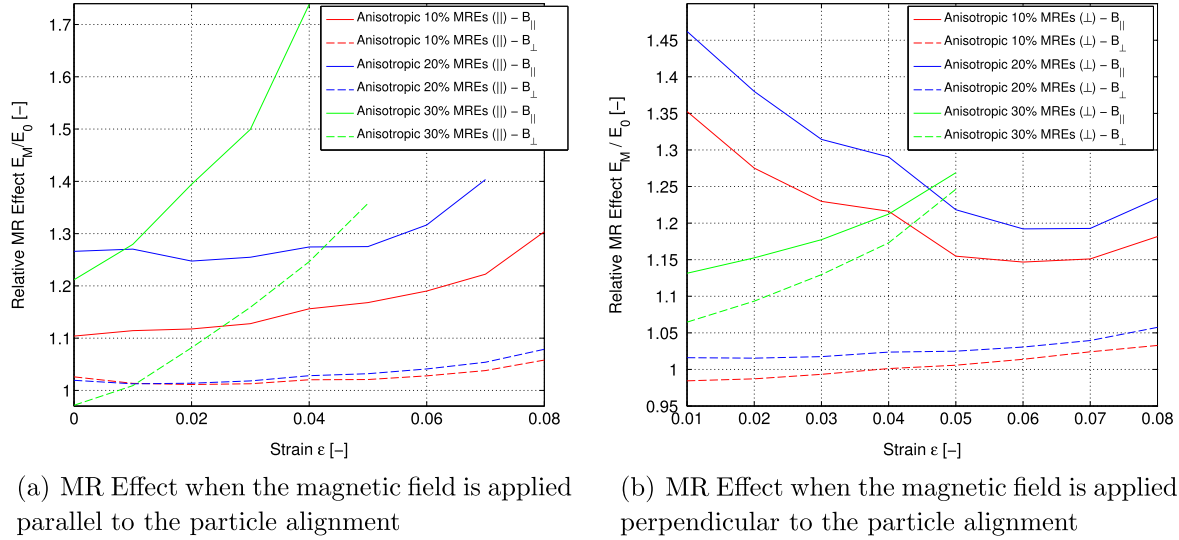 1.7
1.6
1.5
1.4
1.3
1.2
1.1
1
0
0.02
0.04
0.06
0.08
Relative MR Effect E_M/E_0 [−]
Strain ε [−]
Anisotropic 10% MREs (||) − B_||
Anisotropic 10% MREs (||) − B_⊥
Anisotropic 20% MREs (||) − B_||
Anisotropic 20% MREs (||) − B_⊥
Anisotropic 30% MREs (||) − B_||
Anisotropic 30% MREs (||) − B_⊥
(a) MR Effect when the magnetic field is applied
parallel to the particle alignment
1.45
1.4
1.35
1.3
1.25
1.2
1.15
1.1
1.05
1
0.95
0.01
0.02
0.03
0.04
0.05
0.06
0.07
0.08
Relative MR Effect E_M / E_0 [−]
Strain ε [−]
Anisotropic 10% MREs (⊥) − B_||
Anisotropic 10% MREs (⊥) − B_⊥
Anisotropic 20% MREs (⊥) − B_||
Anisotropic 20% MREs (⊥) − B_⊥
Anisotropic 30% MREs (⊥) − B_||
Anisotropic 30% MREs (⊥) − B_⊥
(b) MR Effect when the magnetic field is applied
perpendicular to the particle alignment